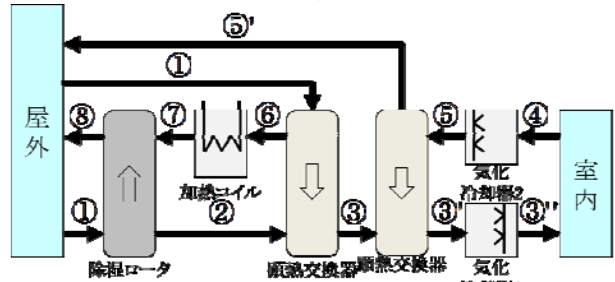 ⑤'
①
屋外
⑧
⑦
⑥
⑤
④
加熱コイル
気化
冷却器2
室内
①
②
③
③'
③''
除湿ロータ
顕熱交換器
顕熱交換器
気化